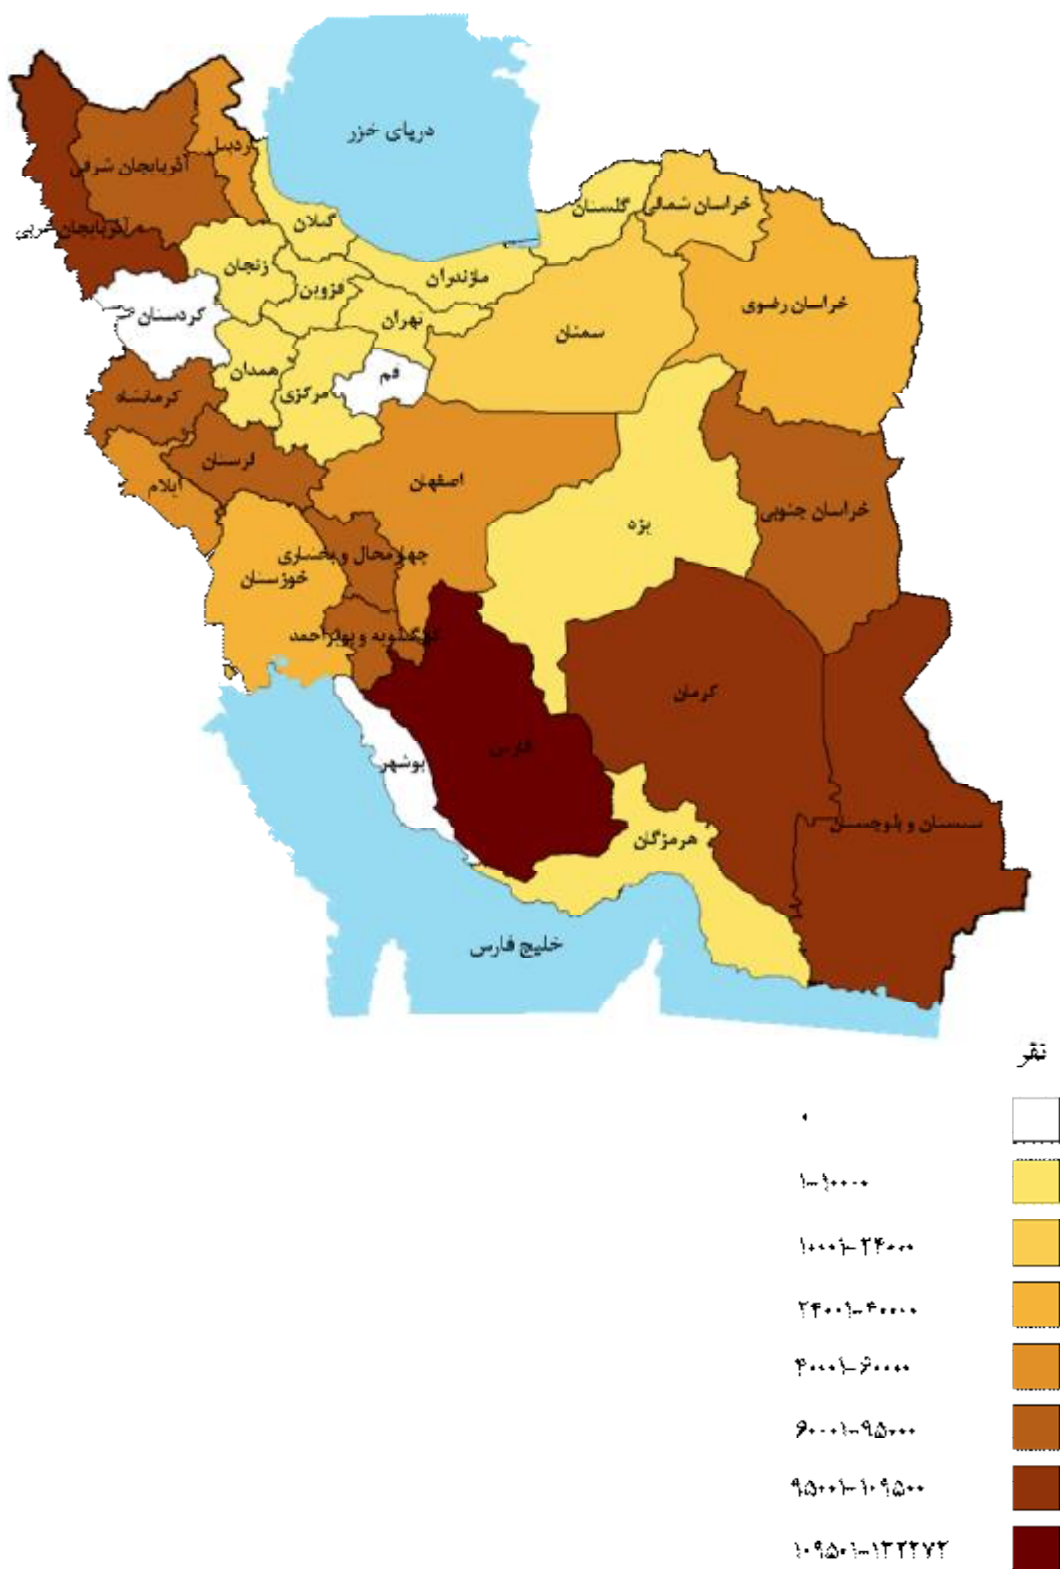 دریای خزر
اردبیل
آذربایجان شرقی
آذربایجان غربی
گیلان
گلستان
خراسان شمالی
زنجان
مازندران
قزوین
خراسان رضوی
کردستان
تهران
سمنان
همدان
قم
مرکزی
کرمانشاه
لرستان
اصفهان
ایلام
خراسان جنوبی
یزد
چهارمحال و بختیاری
خوزستان
کهگیلویه و بویراحمد
کرمان
فارس
بوشهر
سیستان و بلوچستان
هرمزگان
خلیج فارس
نفر
۰
۱-۱۰۰۰۰
۱۰۰۰۱-۲۴۰۰۰
۲۴۰۰۱-۴۰۰۰۰
۴۰۰۰۱-۶۰۰۰۰
۶۰۰۰۱-۹۵۰۰۰
۹۵۰۰۱-۱۰۹۵۰۰
۱۰۹۵۰۱-۱۳۲۲۷۲